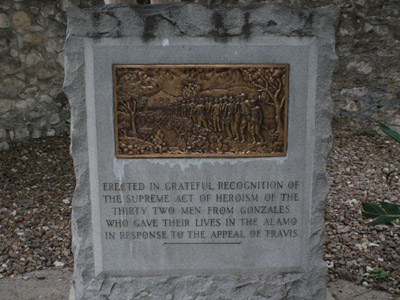 ERECTED IN GRATEFUL RECOGNITION OF
THE SUPREME ACT OF HEROISM OF THE
THIRTY TWO MEN FROM GONZALES
WHO GAVE THEIR LIVES IN THE ALAMO
IN RESPONSE TO THE APPEAL OF TRAVIS.